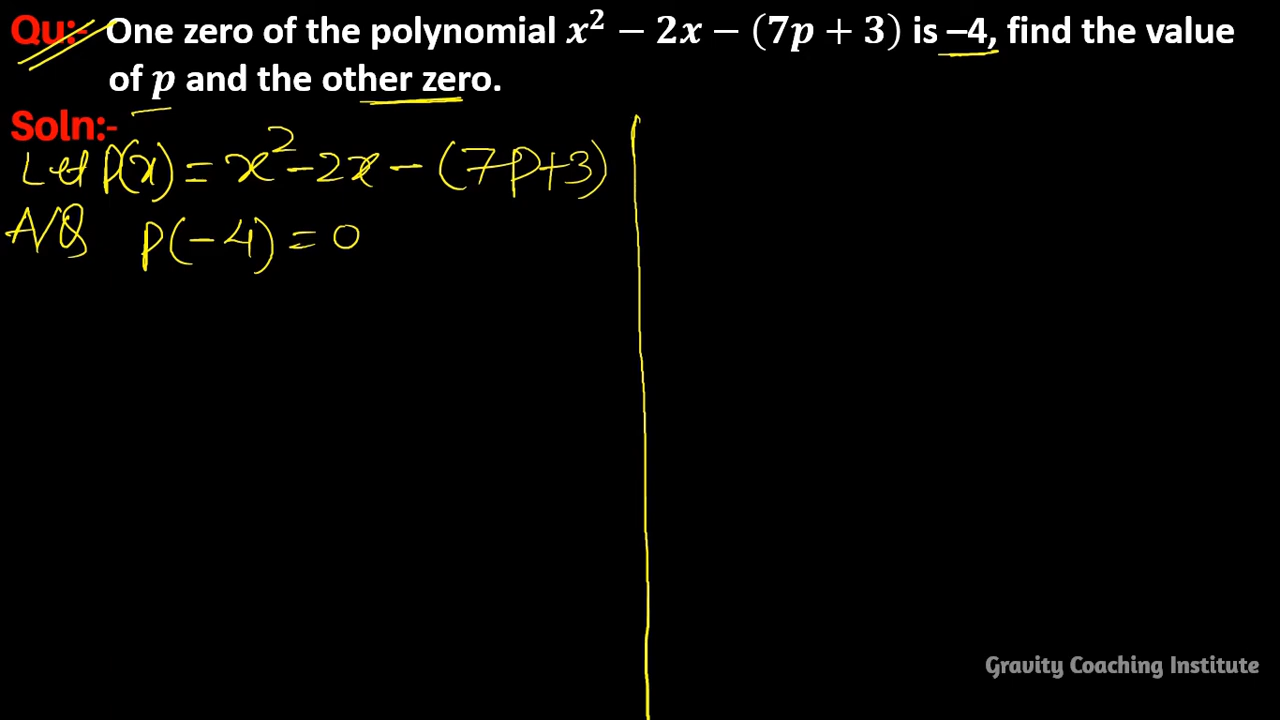 Qu:- One zero of the polynomial x² − 2x − (7p + 3) is –4, find the value
of p and the other zero.
Soln:-
Let p(x) = x² - 2x - (7p+3)
A/Q p(-4) = 0
Gravity Coaching Institute